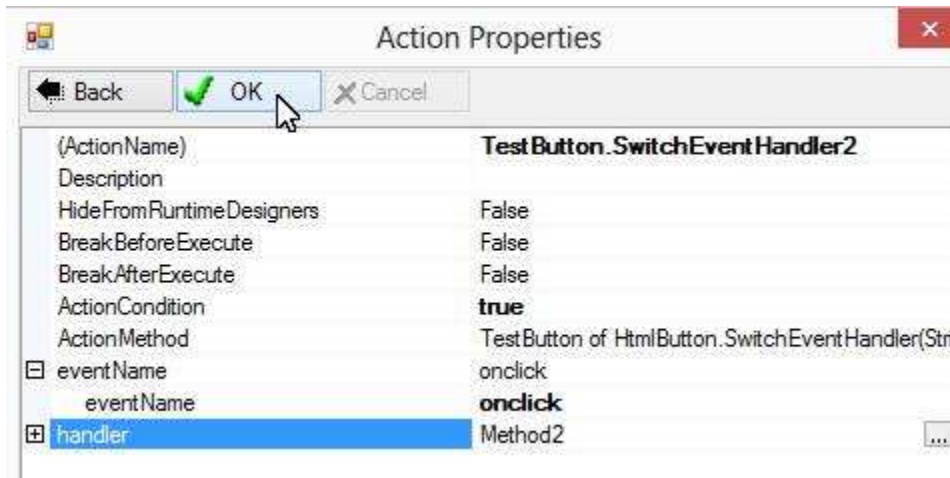 Action Properties
Back OK Cancel
(ActionName) TestButton.SwitchEventHandler2
Description
HideFromRuntimeDesigners False
BreakBeforeExecute False
BreakAfterExecute False
ActionCondition true
ActionMethod TestButton of HtmlButton.SwitchEventHandler(Str
eventName onclick
eventName onclick
handler Method2 ...